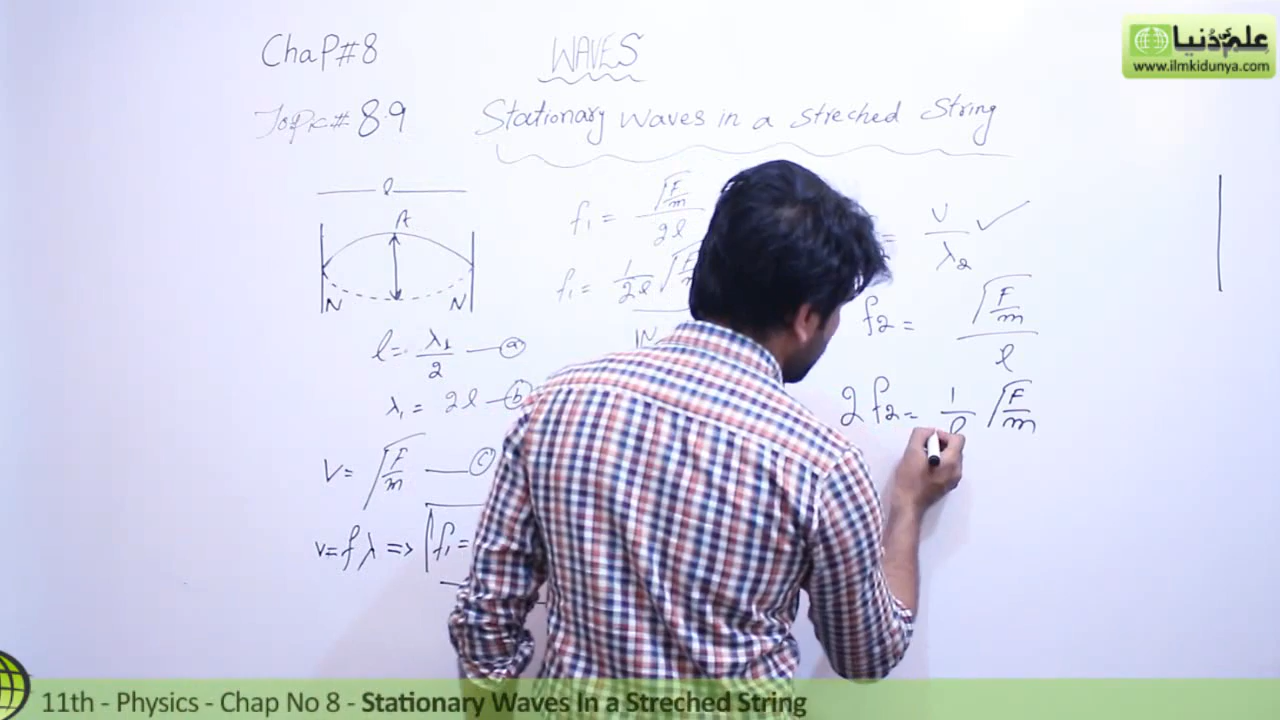 علم کی دنیا
www.ilmkidunya.com
ChaP#8
WAVES
Topic# 8.9
Stationary Waves in a Streched String
l
A
N N
l = λ1/2 — a
λ1 = 2l — b
V = √F/m — c
v = fλ => f1 =
f1 = √F/m / 2l
f1 = 1/2l √F/m
= V/λ2 ✓
f2 = √F/m / l
2f2 = 1/l √F/m
11th - Physics - Chap No 8 - Stationary Waves In a Streched String